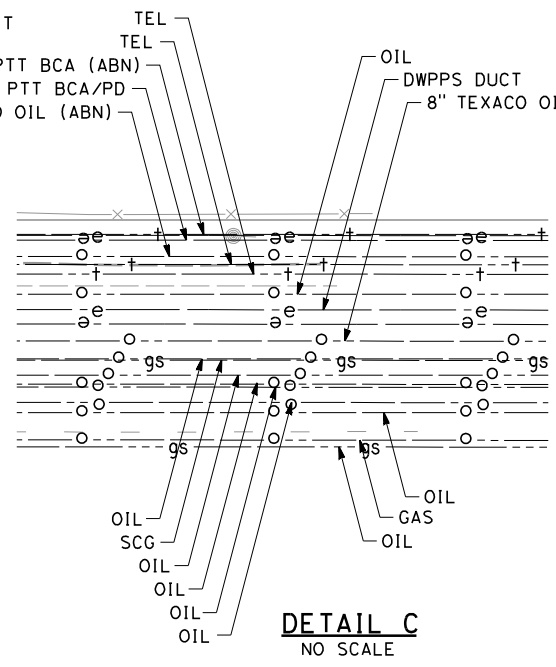 T
TEL
TEL
PTT BCA (ABN)
PTT BCA/PD
OIL (ABN)
OIL
DWPPS DUCT
8" TEXACO OI
ə e † ə e † ə e
† † †
† † †
e e e
ə ə ə
gs gs gs
e e e
gs gs
OIL
SCG
OIL
OIL
OIL
OIL
OIL
GAS
OIL
DETAIL C
NO SCALE